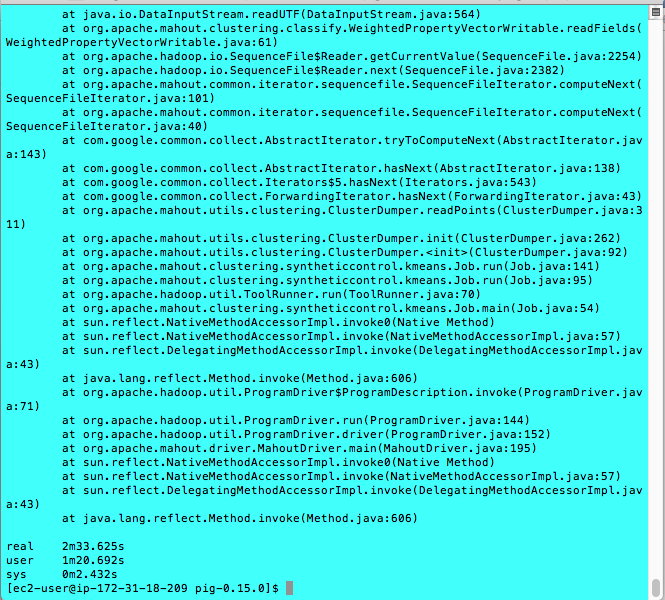 at java.io.DataInputStream.readUTF(DataInputStream.java:564)
at org.apache.mahout.clustering.classify.WeightedPropertyVectorWritable.readFields(
WeightedPropertyVectorWritable.java:61)
at org.apache.hadoop.io.SequenceFile$Reader.getCurrentValue(SequenceFile.java:2254)
at org.apache.hadoop.io.SequenceFile$Reader.next(SequenceFile.java:2382)
at org.apache.mahout.common.iterator.sequencefile.SequenceFileIterator.computeNext(
SequenceFileIterator.java:101)
at org.apache.mahout.common.iterator.sequencefile.SequenceFileIterator.computeNext(
SequenceFileIterator.java:40)
at com.google.common.collect.AbstractIterator.tryToComputeNext(AbstractIterator.jav
a:143)
at com.google.common.collect.AbstractIterator.hasNext(AbstractIterator.java:138)
at com.google.common.collect.Iterators$5.hasNext(Iterators.java:543)
at com.google.common.collect.ForwardingIterator.hasNext(ForwardingIterator.java:43)
at org.apache.mahout.utils.clustering.ClusterDumper.readPoints(ClusterDumper.java:3
11)
at org.apache.mahout.utils.clustering.ClusterDumper.init(ClusterDumper.java:262)
at org.apache.mahout.utils.clustering.ClusterDumper.<init>(ClusterDumper.java:92)
at org.apache.mahout.clustering.syntheticcontrol.kmeans.Job.run(Job.java:141)
at org.apache.mahout.clustering.syntheticcontrol.kmeans.Job.run(Job.java:95)
at org.apache.hadoop.util.ToolRunner.run(ToolRunner.java:70)
at org.apache.mahout.clustering.syntheticcontrol.kmeans.Job.main(Job.java:54)
at sun.reflect.NativeMethodAccessorImpl.invoke0(Native Method)
at sun.reflect.NativeMethodAccessorImpl.invoke(NativeMethodAccessorImpl.java:57)
at sun.reflect.DelegatingMethodAccessorImpl.invoke(DelegatingMethodAccessorImpl.jav
a:43)
at java.lang.reflect.Method.invoke(Method.java:606)
at org.apache.hadoop.util.ProgramDriver$ProgramDescription.invoke(ProgramDriver.jav
a:71)
at org.apache.hadoop.util.ProgramDriver.run(ProgramDriver.java:144)
at org.apache.hadoop.util.ProgramDriver.driver(ProgramDriver.java:152)
at org.apache.mahout.driver.MahoutDriver.main(MahoutDriver.java:195)
at sun.reflect.NativeMethodAccessorImpl.invoke0(Native Method)
at sun.reflect.NativeMethodAccessorImpl.invoke(NativeMethodAccessorImpl.java:57)
at sun.reflect.DelegatingMethodAccessorImpl.invoke(DelegatingMethodAccessorImpl.jav
a:43)
at java.lang.reflect.Method.invoke(Method.java:606)
real 2m33.625s
user 1m20.692s
sys 0m2.432s
[ec2-user@ip-172-31-18-209 pig-0.15.0]$